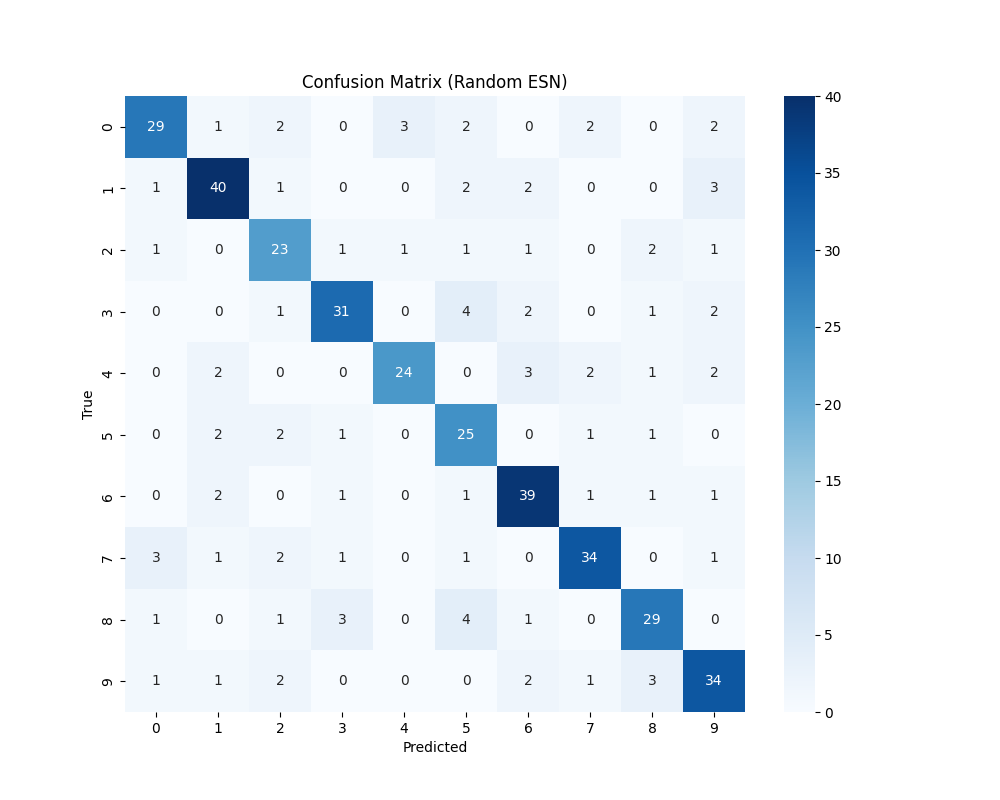 Confusion Matrix (Random ESN)
0 29 1 2 0 3 2 0 2 0 2
1 1 40 1 0 0 2 2 0 0 3
2 1 0 23 1 1 1 1 0 2 1
3 0 0 1 31 0 4 2 0 1 2
4 0 2 0 0 24 0 3 2 1 2
5 0 2 2 1 0 25 0 1 1 0
6 0 2 0 1 0 1 39 1 1 1
7 3 1 2 1 0 1 0 34 0 1
8 1 0 1 3 0 4 1 0 29 0
9 1 1 2 0 0 0 2 1 3 34
0 1 2 3 4 5 6 7 8 9
Predicted
True
40
35
30
25
20
15
10
5
0